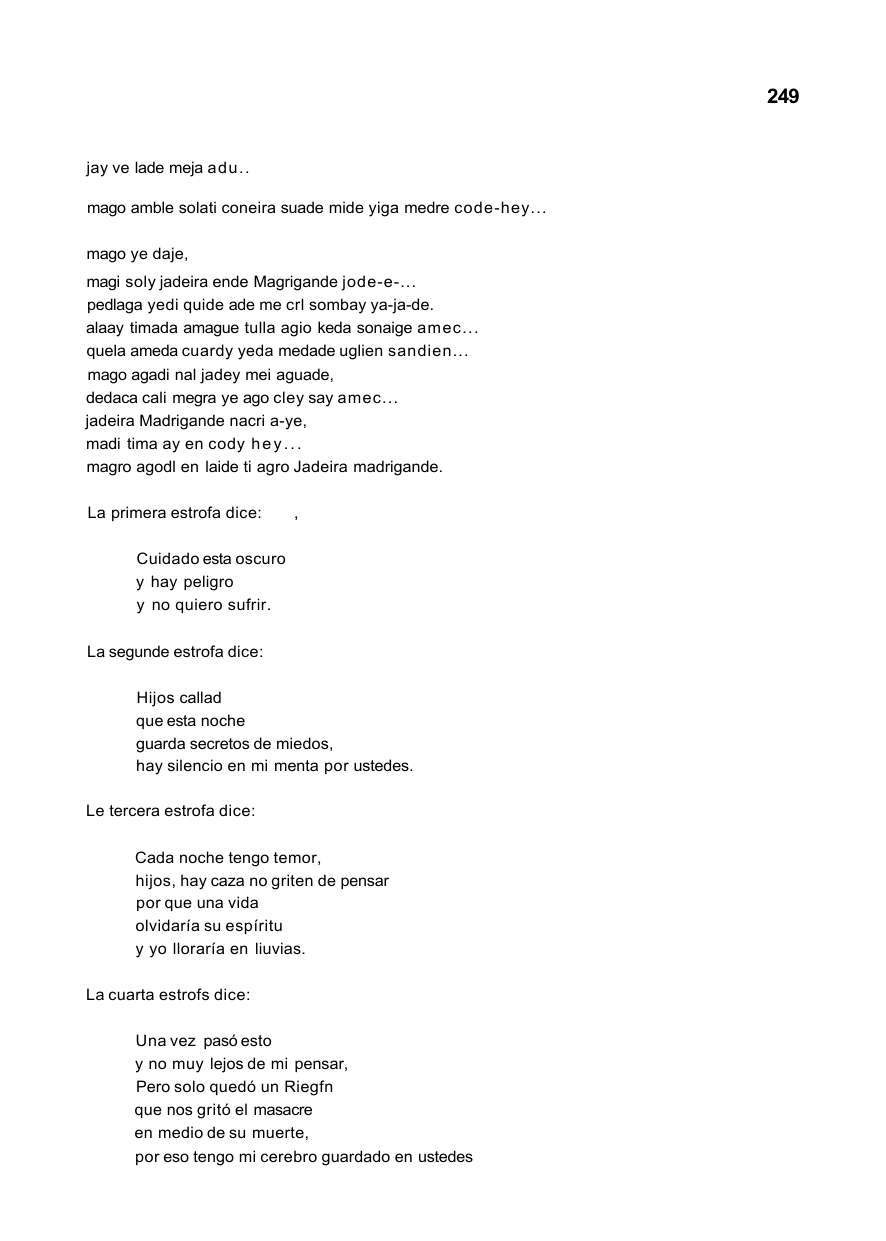 249
jay ve lade meja adu..
mago amble solati coneira suade mide yiga medre code-hey...
mago ye daje,
magi soly jadeira ende Magrigande jode-e-...
pedlaga yedi quide ade me crl sombay ya-ja-de.
alaay timada amague tulla agio keda sonaige amec...
quela ameda cuardy yeda medade uglien sandien...
mago agadi nal jadey mei aguade,
dedaca cali megra ye ago cley say amec...
jadeira Madrigande nacri a-ye,
madi tima ay en cody hey...
magro agodl en laide ti agro Jadeira madrigande.
La primera estrofa dice: ,
Cuidado esta oscuro
y hay peligro
y no quiero sufrir.
La segunde estrofa dice:
Hijos callad
que esta noche
guarda secretos de miedos,
hay silencio en mi menta por ustedes.
Le tercera estrofa dice:
Cada noche tengo temor,
hijos, hay caza no griten de pensar
por que una vida
olvidaría su espíritu
y yo lloraría en liuvias.
La cuarta estrofs dice:
Una vez pasó esto
y no muy lejos de mi pensar,
Pero solo quedó un Riegfn
que nos gritó el masacre
en medio de su muerte,
por eso tengo mi cerebro guardado en ustedes